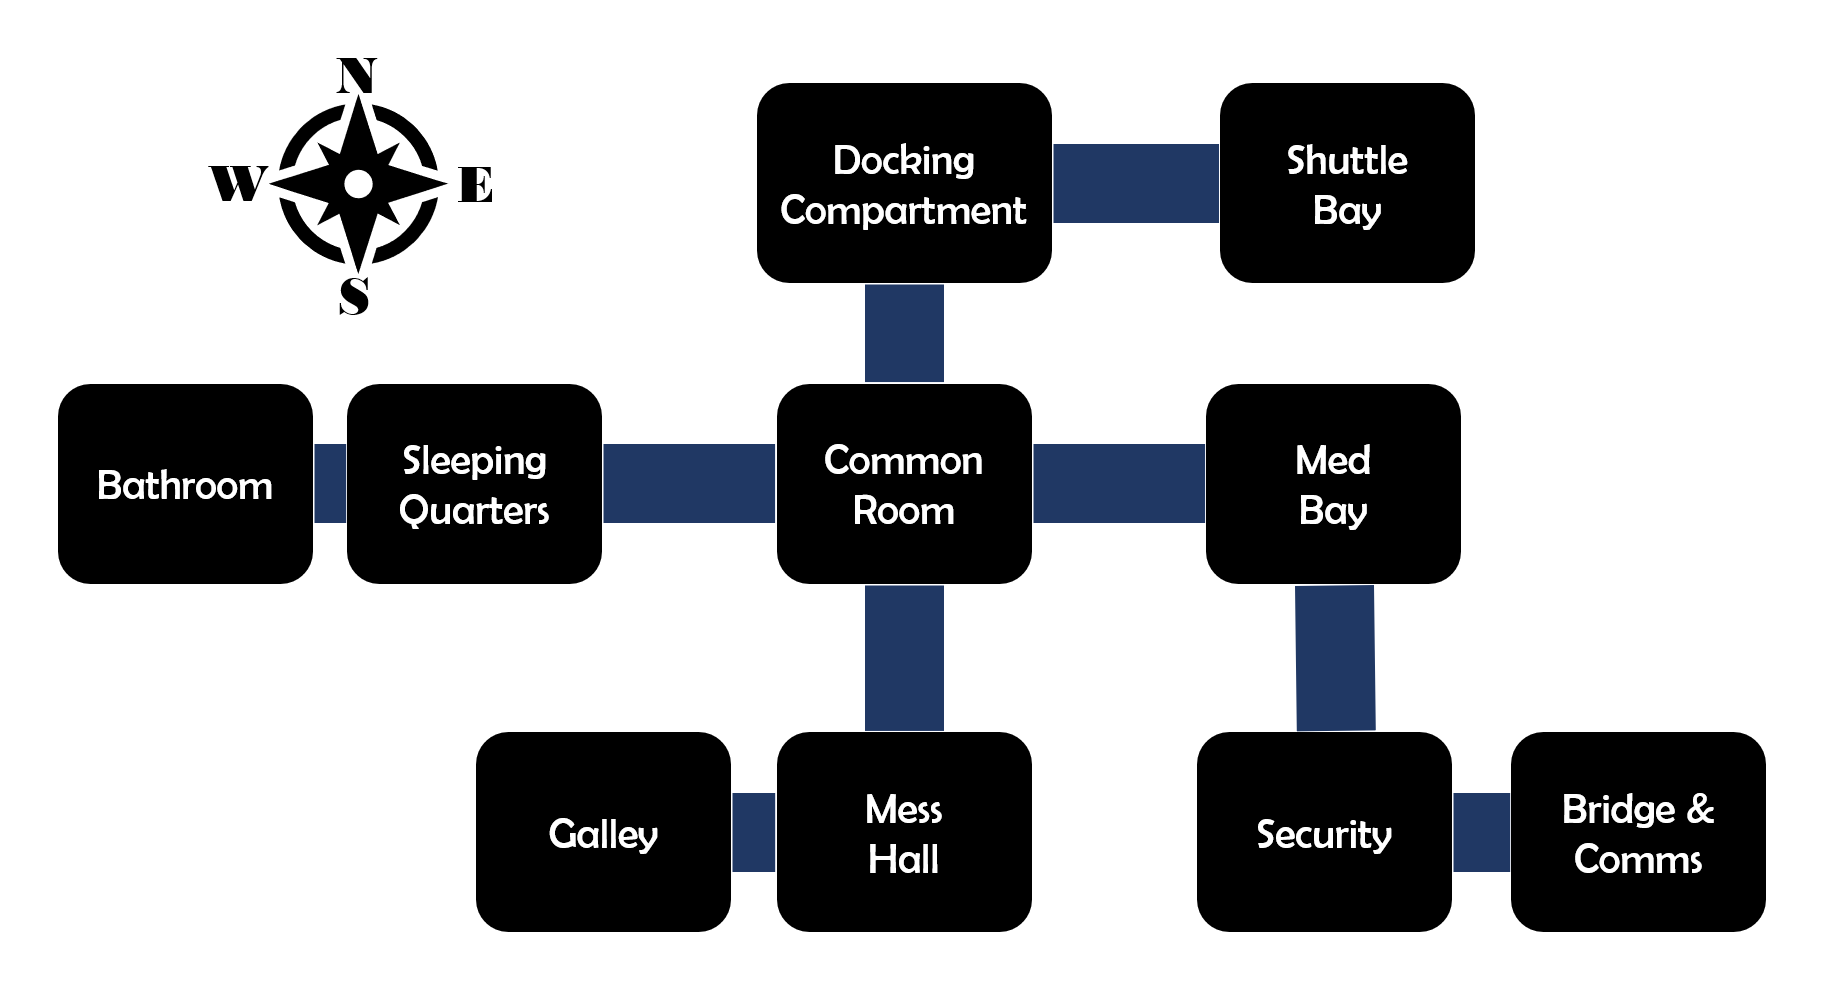 N
W
E
S
Docking
Compartment
Shuttle
Bay
Bathroom
Sleeping
Quarters
Common
Room
Med
Bay
Galley
Mess
Hall
Security
Bridge &
Comms